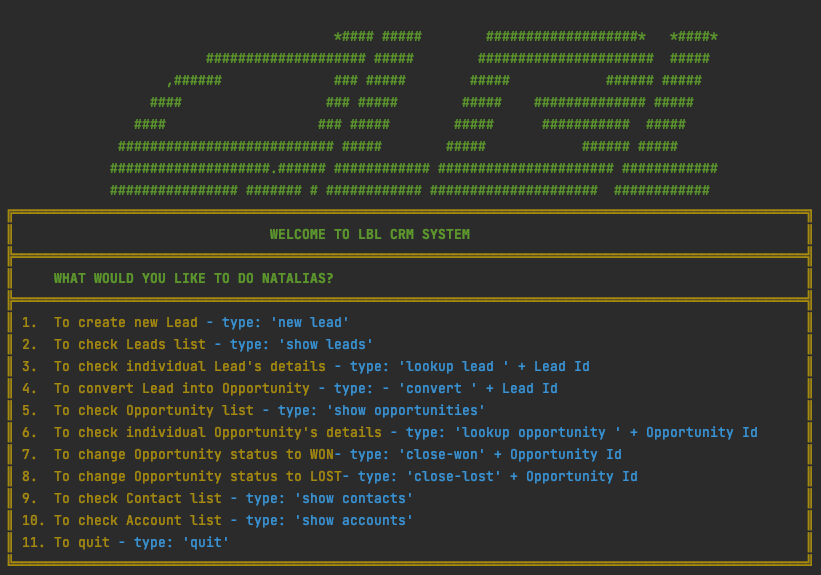 WELCOME TO LBL CRM SYSTEM
WHAT WOULD YOU LIKE TO DO NATALIAS?
1. To create new Lead - type: 'new lead'
2. To check Leads list - type: 'show leads'
3. To check individual Lead's details - type: 'lookup lead ' + Lead Id
4. To convert Lead into Opportunity - type: - 'convert ' + Lead Id
5. To check Opportunity list - type: 'show opportunities'
6. To check individual Opportunity's details - type: 'lookup opportunity ' + Opportunity Id
7. To change Opportunity status to WON- type: 'close-won' + Opportunity Id
8. To change Opportunity status to LOST- type: 'close-lost' + Opportunity Id
9. To check Contact list - type: 'show contacts'
10. To check Account list - type: 'show accounts'
11. To quit - type: 'quit'